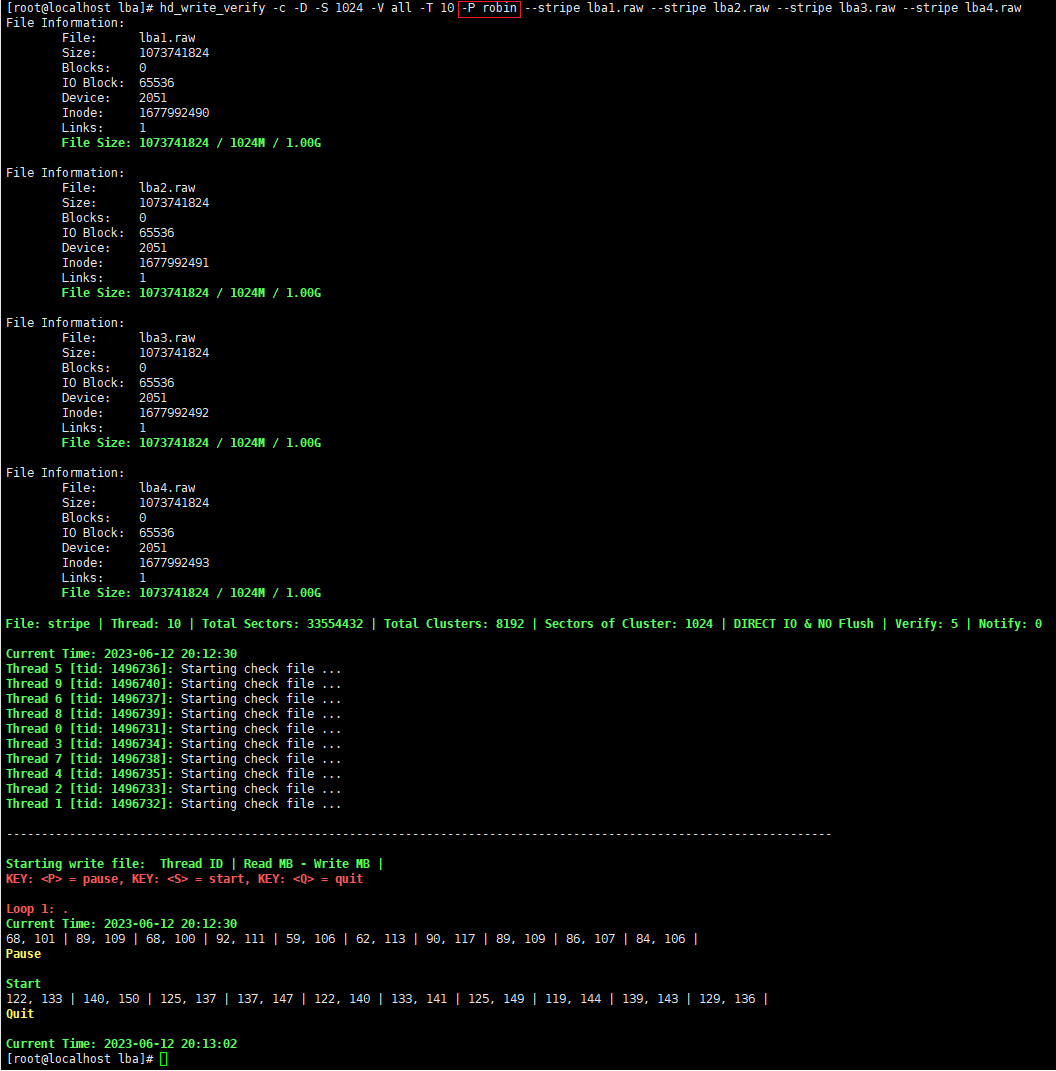 [root@localhost lba]# hd_write_verify -c -D -S 1024 -V all -T 10 -P robin --stripe lba1.raw --stripe lba2.raw --stripe lba3.raw --stripe lba4.raw
File Information:
File: lba1.raw
Size: 1073741824
Blocks: 0
IO Block: 65536
Device: 2051
Inode: 1677992490
Links: 1
File Size: 1073741824 / 1024M / 1.00G
File Information:
File: lba2.raw
Size: 1073741824
Blocks: 0
IO Block: 65536
Device: 2051
Inode: 1677992491
Links: 1
File Size: 1073741824 / 1024M / 1.00G
File Information:
File: lba3.raw
Size: 1073741824
Blocks: 0
IO Block: 65536
Device: 2051
Inode: 1677992492
Links: 1
File Size: 1073741824 / 1024M / 1.00G
File Information:
File: lba4.raw
Size: 1073741824
Blocks: 0
IO Block: 65536
Device: 2051
Inode: 1677992493
Links: 1
File Size: 1073741824 / 1024M / 1.00G
File: stripe | Thread: 10 | Total Sectors: 33554432 | Total Clusters: 8192 | Sectors of Cluster: 1024 | DIRECT IO & NO Flush | Verify: 5 | Notify: 0
Current Time: 2023-06-12 20:12:30
Thread 5 [tid: 1496736]: Starting check file ...
Thread 9 [tid: 1496740]: Starting check file ...
Thread 6 [tid: 1496737]: Starting check file ...
Thread 8 [tid: 1496739]: Starting check file ...
Thread 0 [tid: 1496731]: Starting check file ...
Thread 3 [tid: 1496734]: Starting check file ...
Thread 7 [tid: 1496738]: Starting check file ...
Thread 4 [tid: 1496735]: Starting check file ...
Thread 2 [tid: 1496733]: Starting check file ...
Thread 1 [tid: 1496732]: Starting check file ...
----------------------------------------------------------------------------------------------------------------------
Starting write file: Thread ID | Read MB - Write MB |
KEY: <P> = pause, KEY: <S> = start, KEY: <Q> = quit
Loop 1: .
Current Time: 2023-06-12 20:12:30
68, 101 | 89, 109 | 68, 100 | 92, 111 | 59, 106 | 62, 113 | 90, 117 | 89, 109 | 86, 107 | 84, 106 |
Pause
Start
122, 133 | 140, 150 | 125, 137 | 137, 147 | 122, 140 | 133, 141 | 125, 149 | 119, 144 | 139, 143 | 129, 136 |
Quit
Current Time: 2023-06-12 20:13:02
[root@localhost lba]#